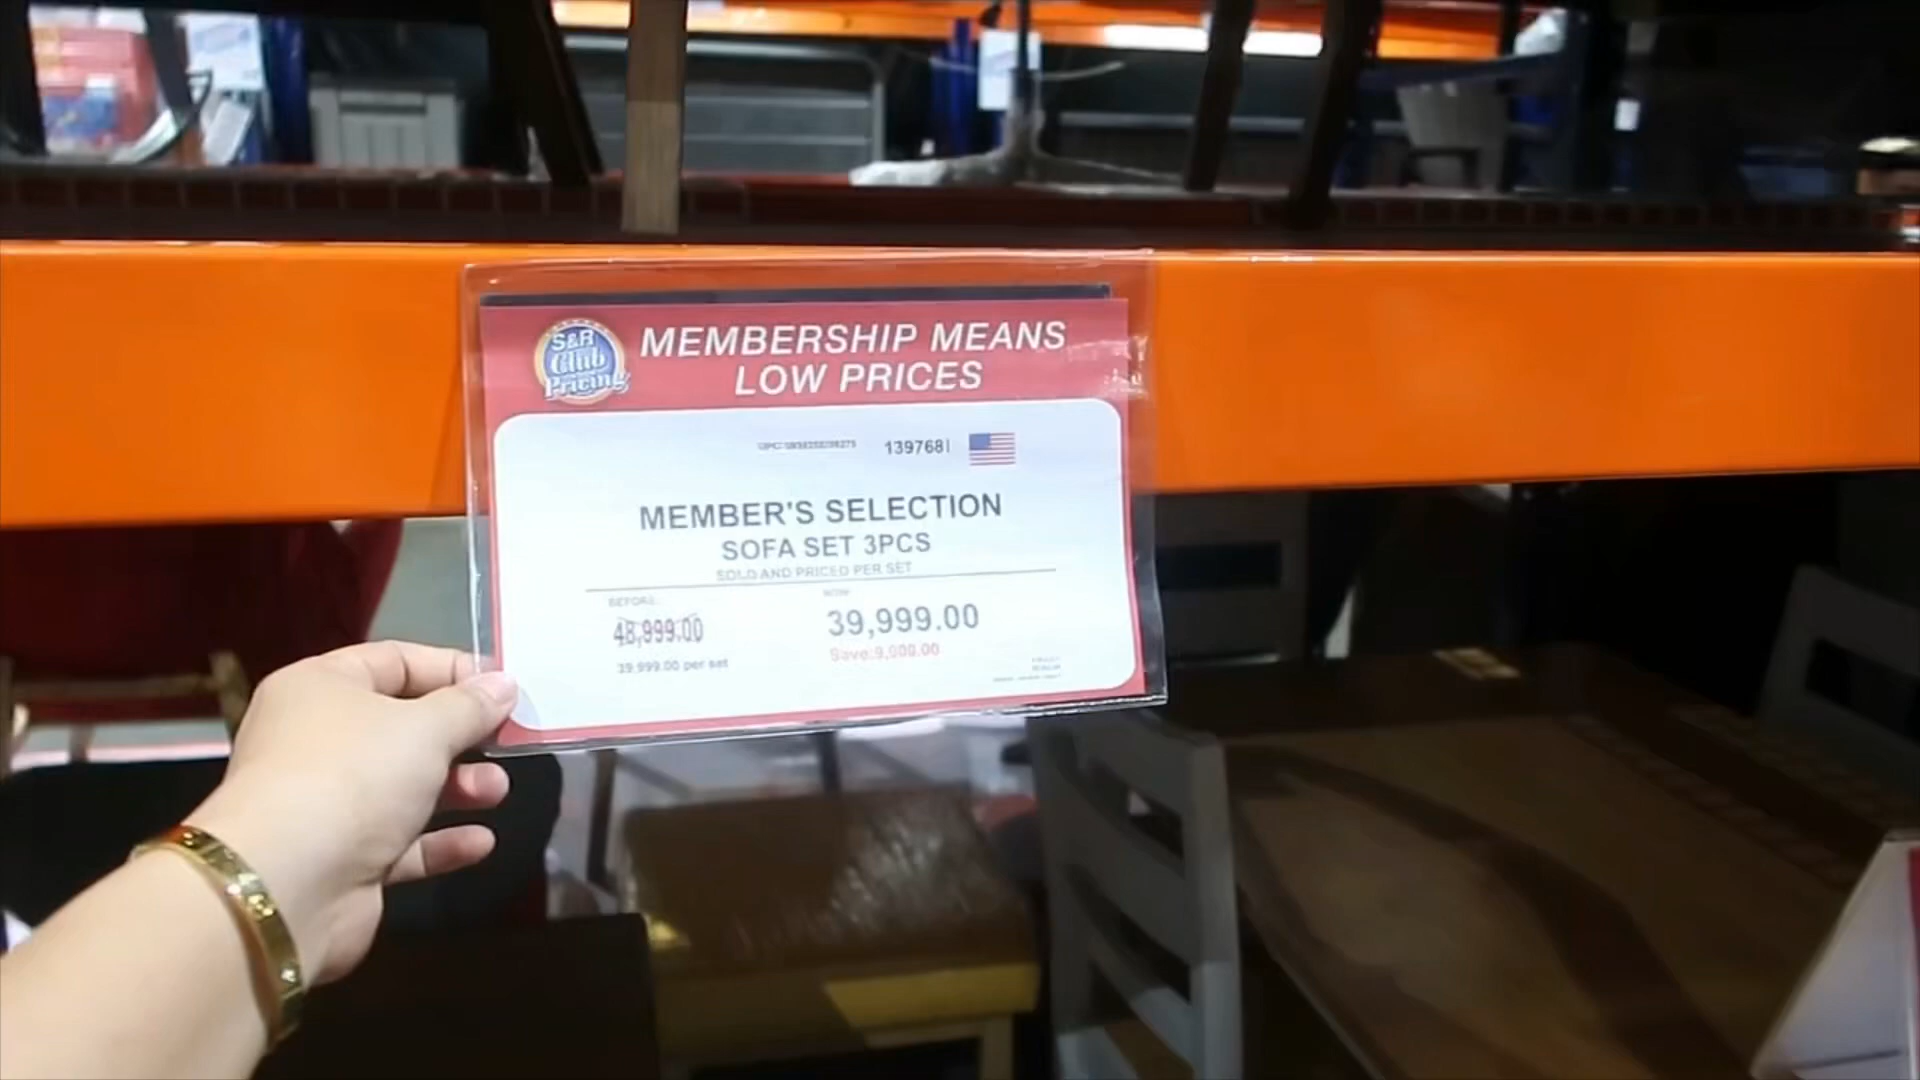 S&R
Club
Pricing
MEMBERSHIP MEANS
LOW PRICES
1397681
MEMBER'S SELECTION
SOFA SET 3PCS
SOLD AND PRICED PER SET
BEFORE: NOW:
48,999.00 39,999.00
39,999.00 per set Save:9,000.00